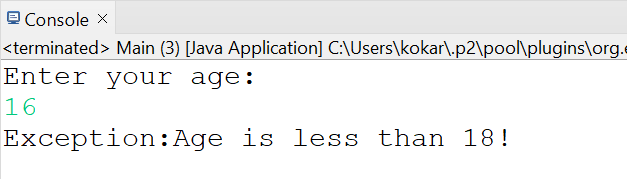 Console
<terminated> Main (3) [Java Application] C:\Users\kokar\.p2\pool\plugins\org.e
Enter your age:
16
Exception:Age is less than 18!